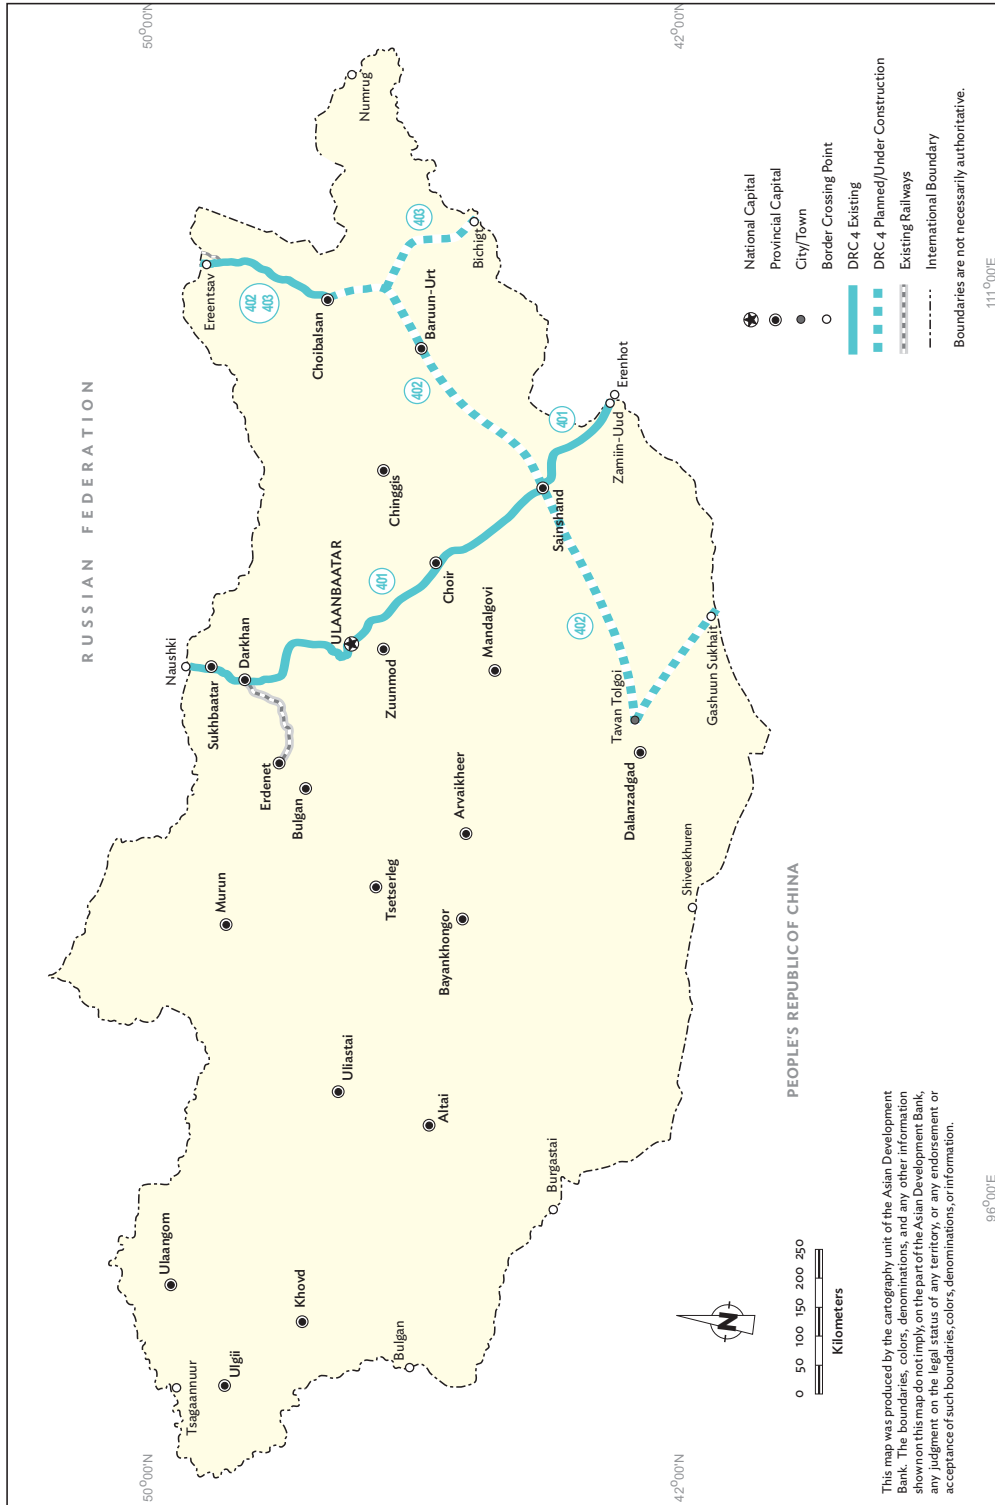 50°00'N
42°00'N
RUSSIAN FEDERATION
Numrug
Ereentsav
402
403
Choibalsan
403
Bichigt
Baruun-Urt
402
Chinggis
401
Erenhot
Zamiin-Uud
Sainshand
Naushki
Sukhbaatar
Darkhan
ULAANBAATAR
401
Choir
Zuunmod
Mandalgovi
402
Tavan Tolgoi
Gashuun Sukhait
Dalanzadgad
Erdenet
Bulgan
Arvaikheer
Murun
Tsetserleg
Bayankhongor
Shiveekhuren
Uliastai
Altai
Burgastai
Ulaangom
Khovd
Tsagaannuur
Ulgii
Bulgan
PEOPLE'S REPUBLIC OF CHINA
National Capital
Provincial Capital
City/Town
Border Crossing Point
DRC 4 Existing
DRC 4 Planned/Under Construction
Existing Railways
International Boundary
Boundaries are not necessarily authoritative.
N
0 50 100 150 200 250
Kilometers
This map was produced by the cartography unit of the Asian Development
Bank. The boundaries, colors, denominations, and any other information
shown on this map do not imply, on the part of the Asian Development Bank,
any judgment on the legal status of any territory, or any endorsement or
acceptance of such boundaries, colors, denominations, or information.
50°00'N
42°00'N
96°00'E
111°00'E